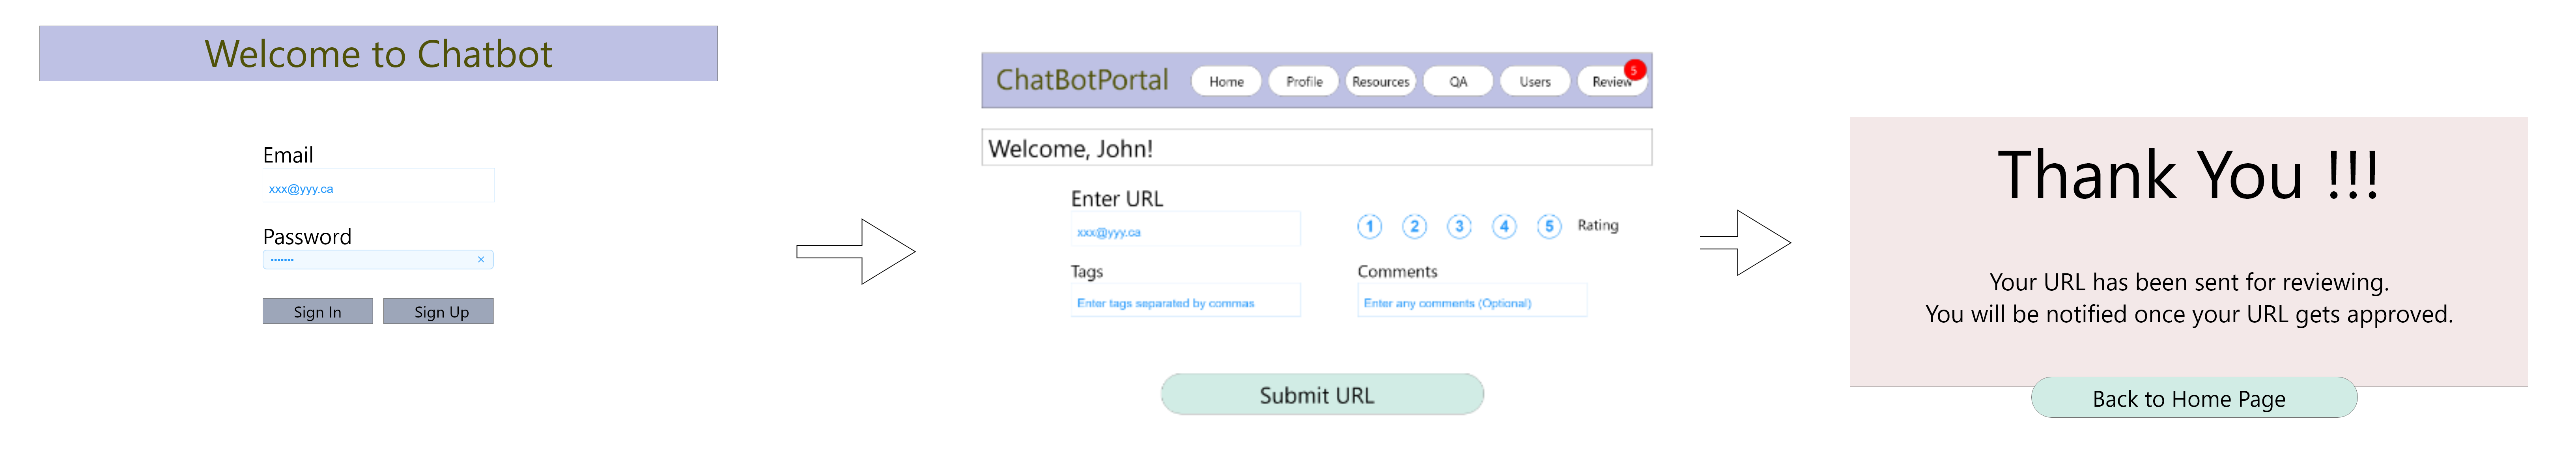 Welcome to Chatbot
Email
xxx@yyy.ca
Password
•••••••
×
Sign In
Sign Up
ChatBotPortal
Home
Profile
Resources
QA
Users
Review
5
Welcome, John!
Enter URL
xxx@yyy.ca
1 2 3 4 5 Rating
Tags
Enter tags separated by commas
Comments
Enter any comments (Optional)
Submit URL
Thank You !!!
Your URL has been sent for reviewing.
You will be notified once your URL gets approved.
Back to Home Page